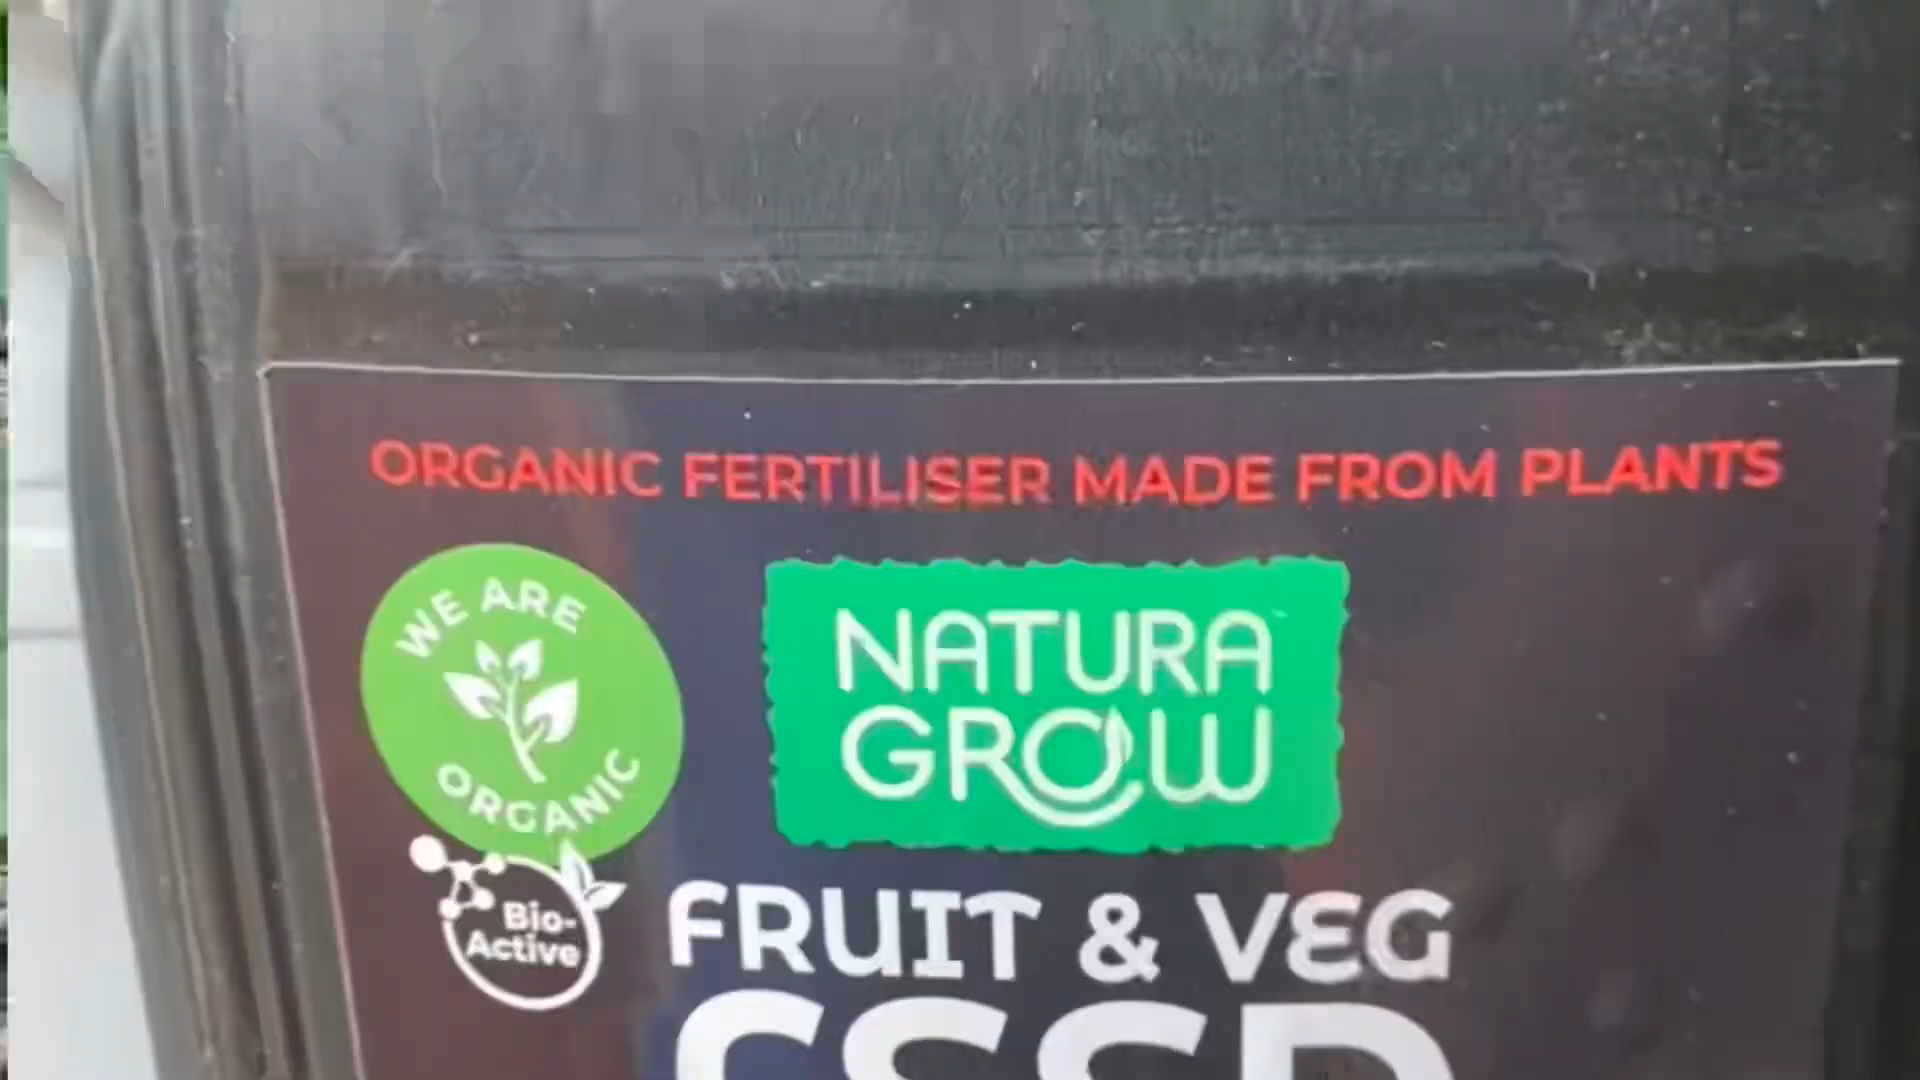 ORGANIC FERTILISER MADE FROM PLANTS
WE ARE
ORGANIC
NATURA
GROW
Bio-
Active
FRUIT & VEG